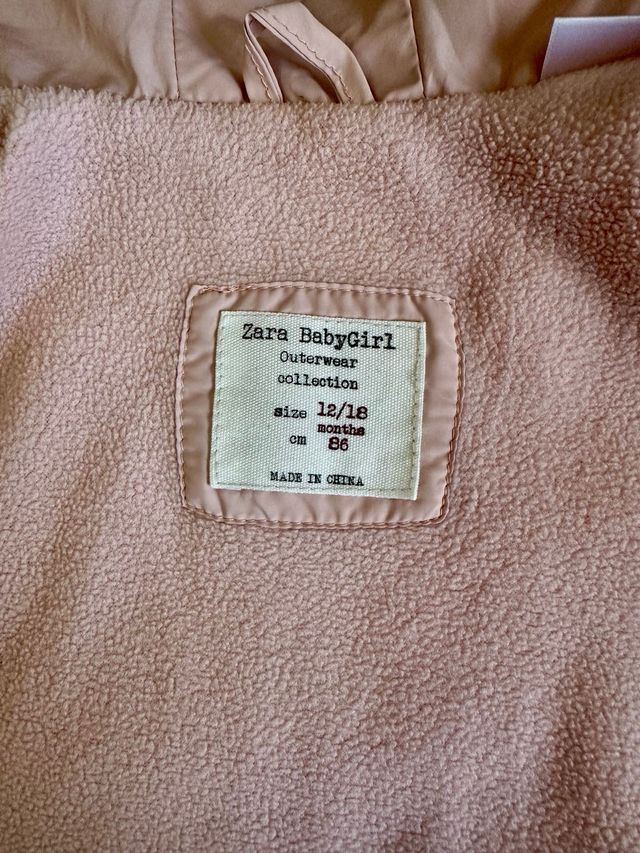 Zara BabyGirl
Outerwear
collection
size 12/18
months
cm 86
MADE IN CHINA